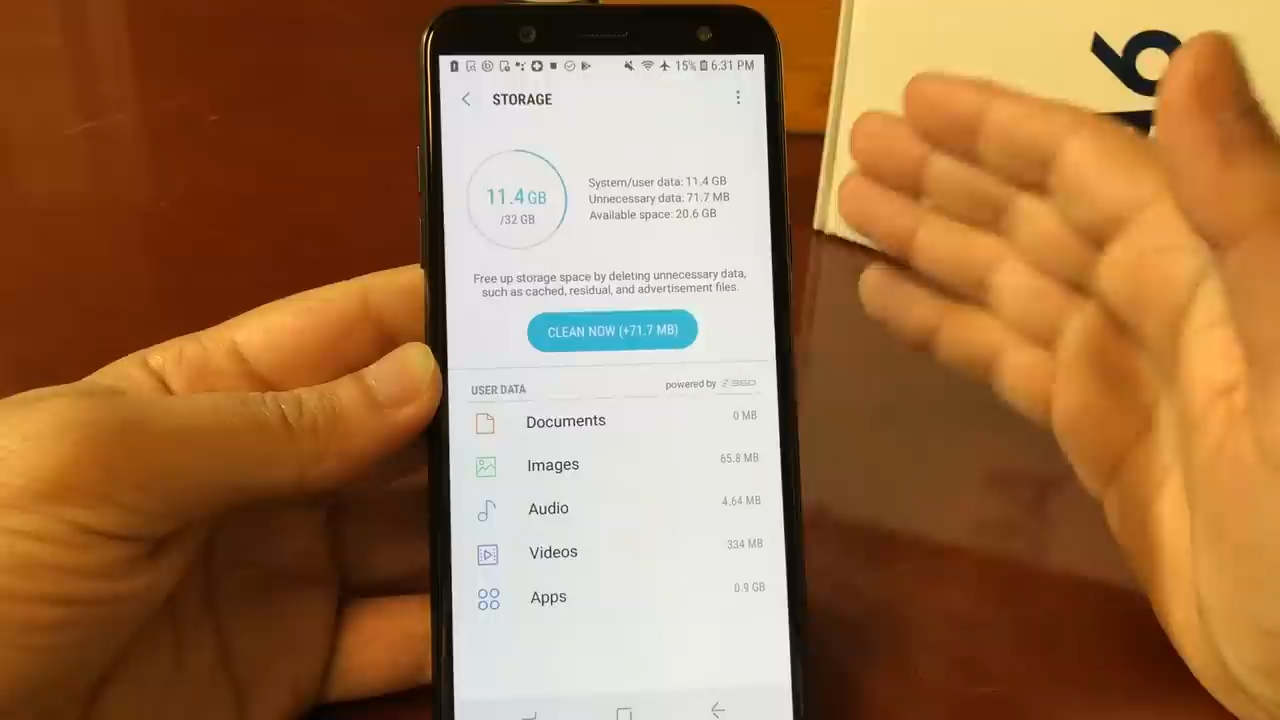 15% 6:31 PM
STORAGE
11.4 GB
/32 GB
System/user data: 11.4 GB
Unnecessary data: 71.7 MB
Available space: 20.6 GB
Free up storage space by deleting unnecessary data,
such as cached, residual, and advertisement files.
CLEAN NOW (+71.7 MB)
USER DATA
powered by 360
Documents 0 MB
Images 65.8 MB
Audio 4.64 MB
Videos 334 MB
Apps 0.9 GB
6